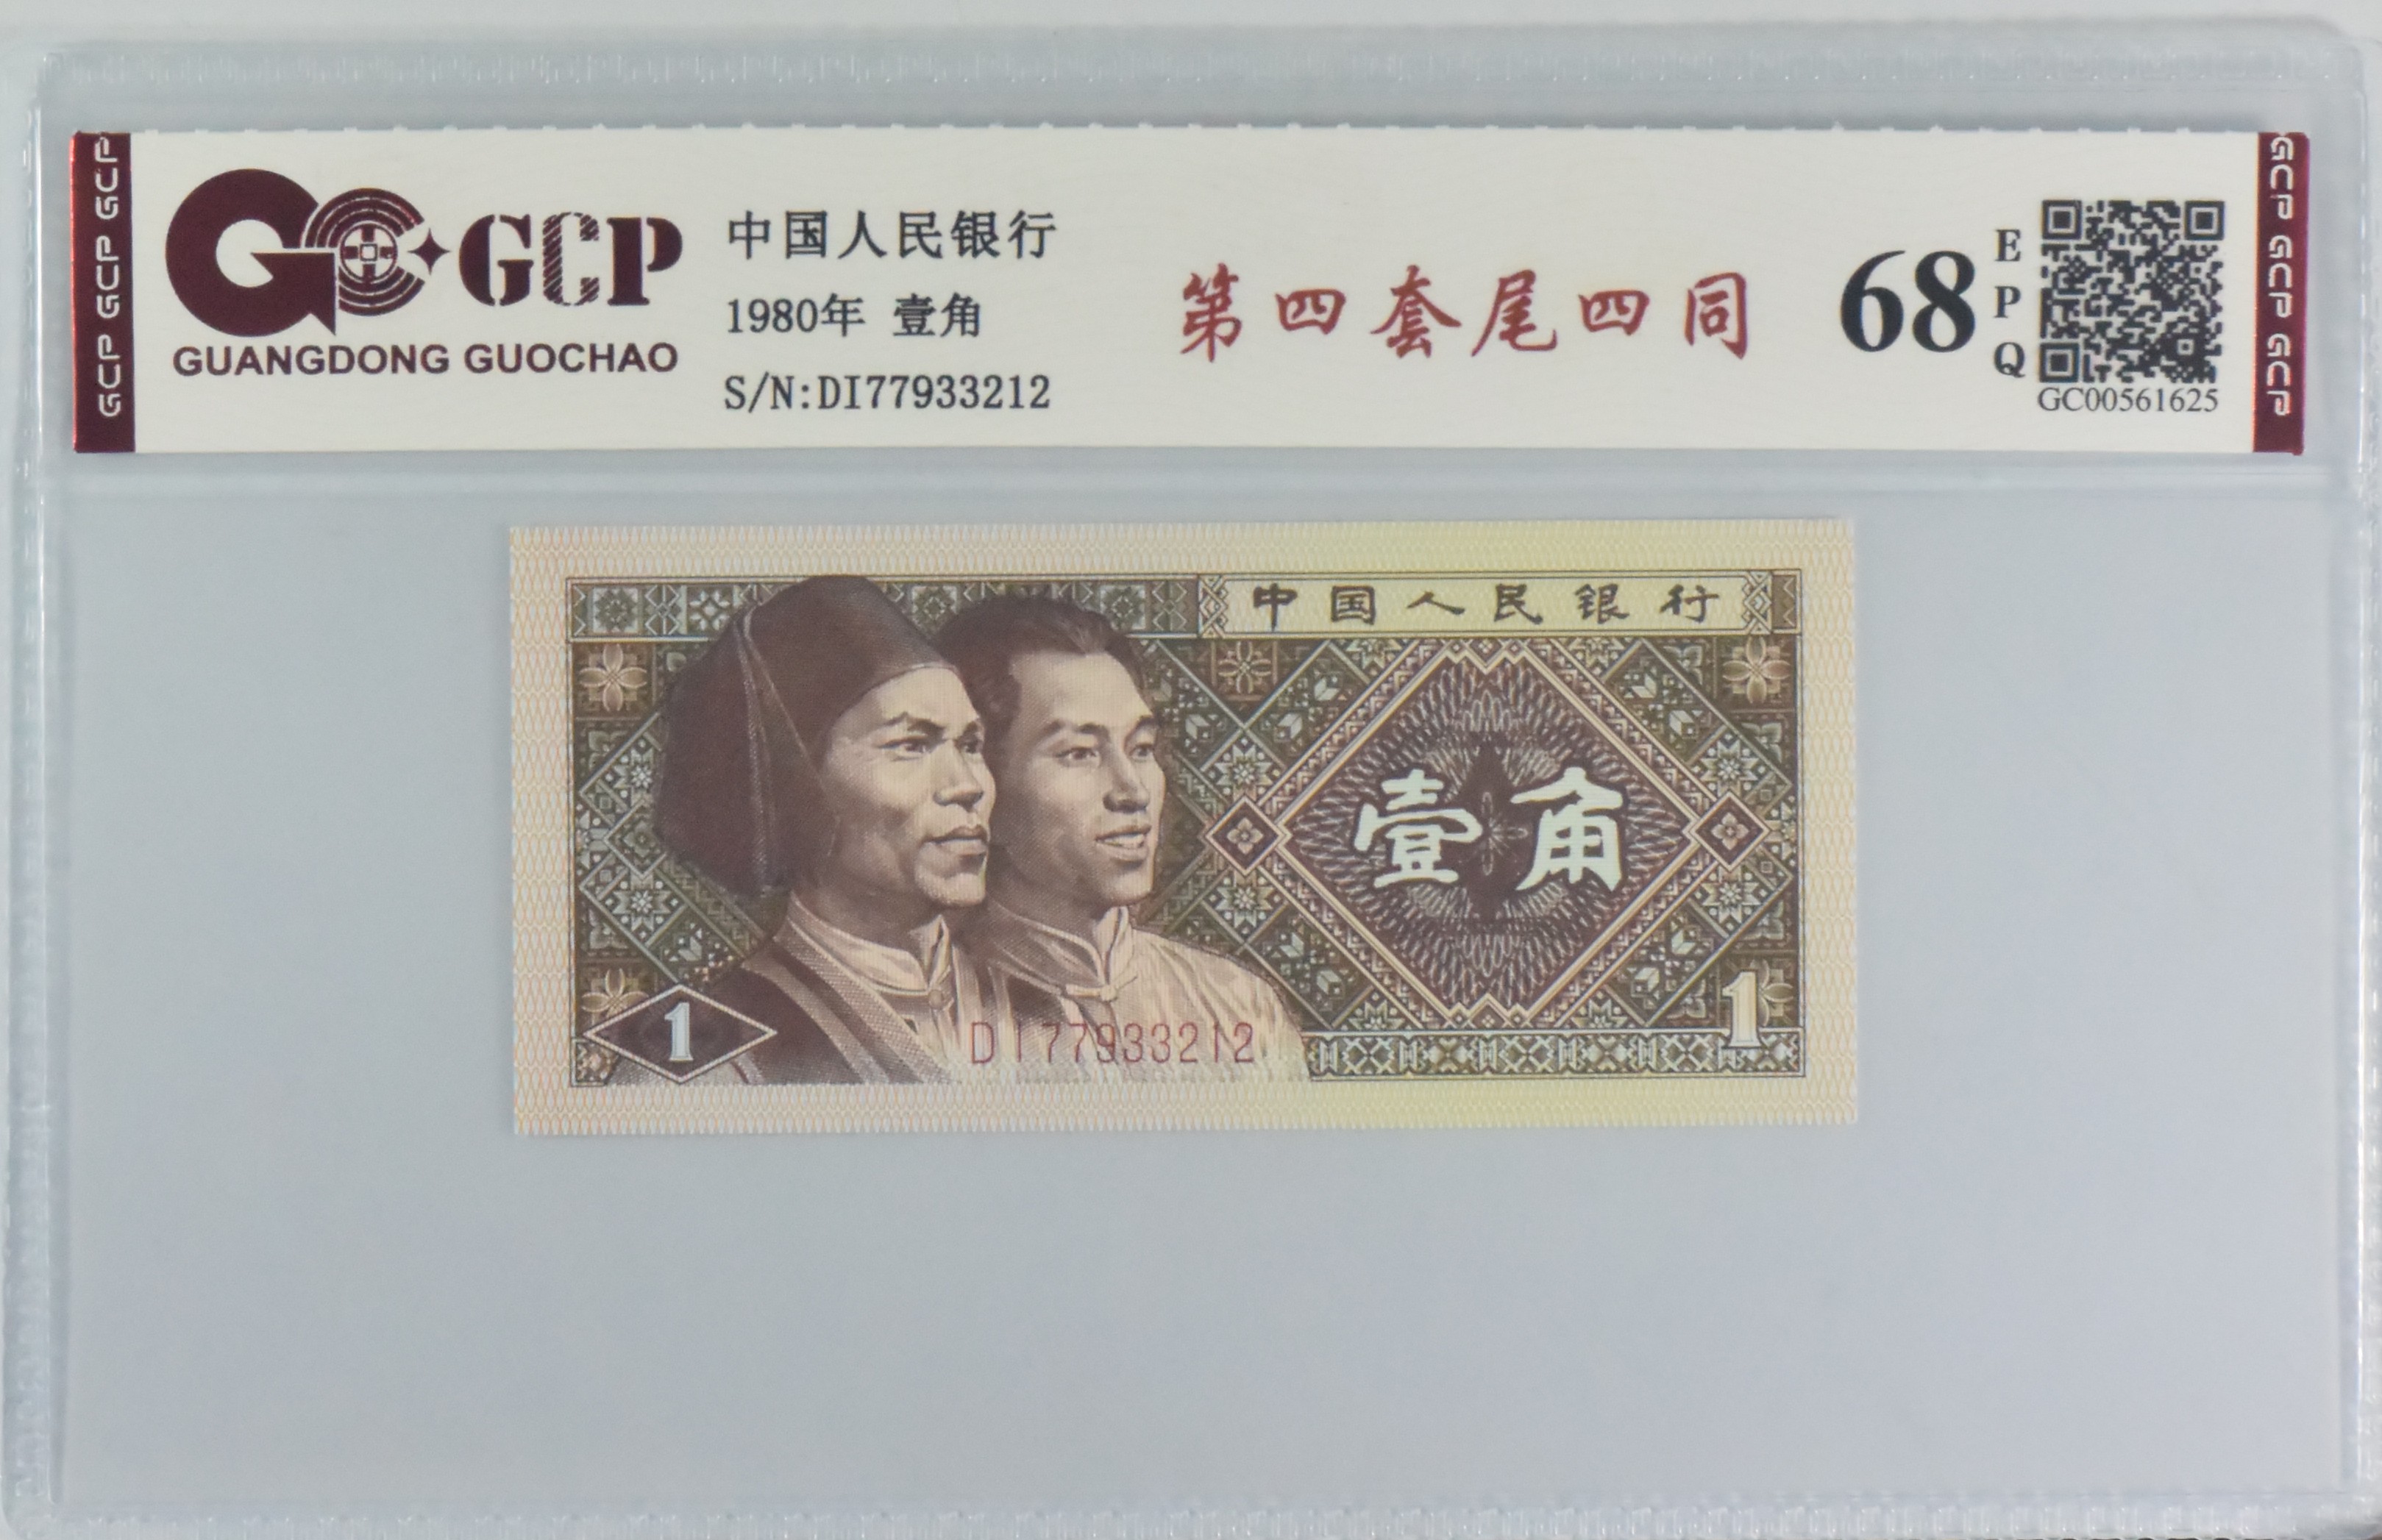 GCP GCP GCP
GCP
GUANGDONG GUOCHAO
中国人民银行
1980年 壹角
S/N:DI77933212
第四套尾四同
68
EPQ
GC00561625
GCP GCP GCP
中国人民银行
壹角
1
DI77933212
1